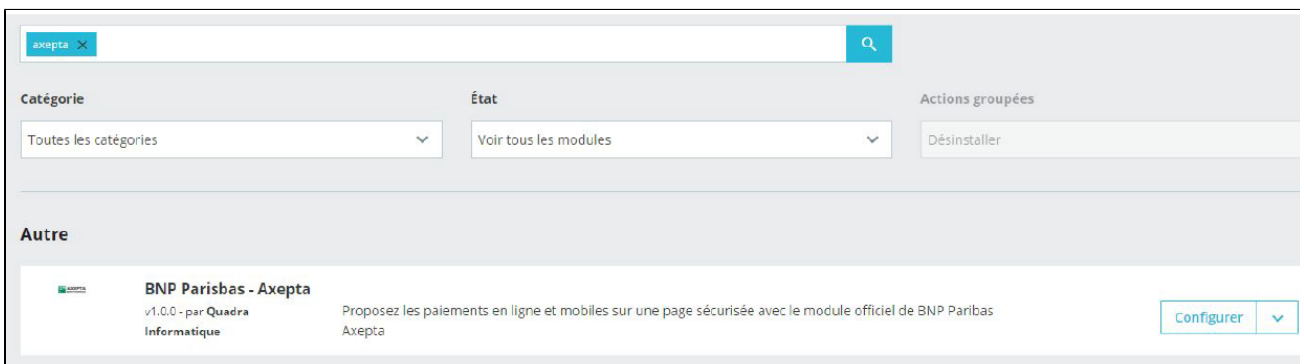 axepta
Catégorie
État
Actions groupées
Toutes les catégories
Voir tous les modules
Désinstaller
Autre
AXEPTA
BNP Parisbas - Axepta
v1.0.0 - par Quadra
Informatique
Proposez les paiements en ligne et mobiles sur une page sécurisée avec le module officiel de BNP Paribas
Axepta
Configurer